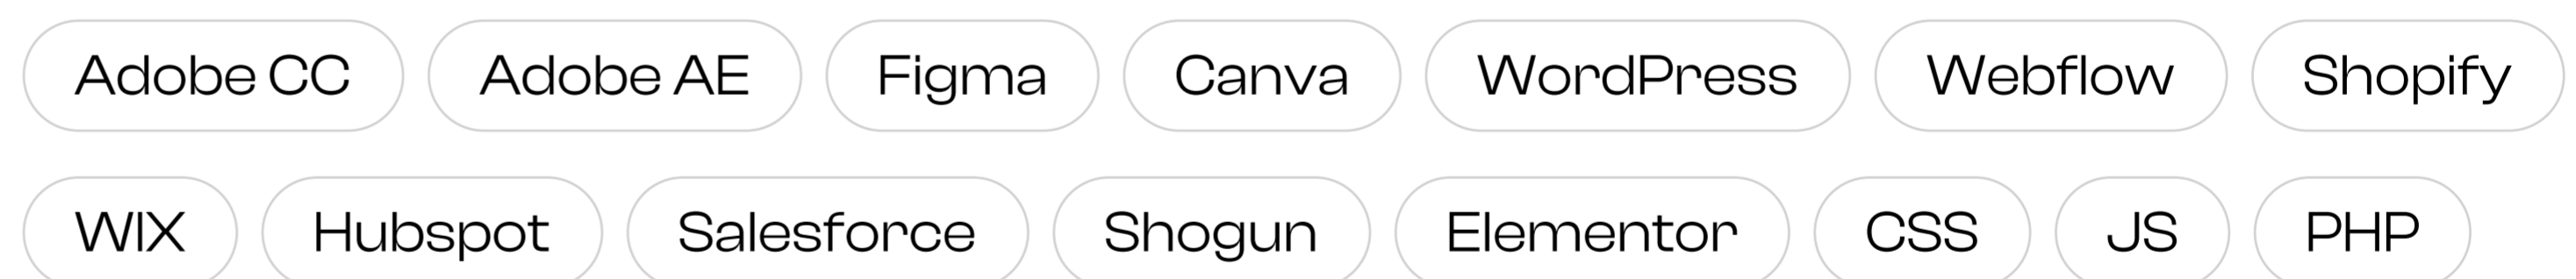 Adobe CC Adobe AE Figma Canva WordPress Webflow Shopify
WIX Hubspot Salesforce Shogun Elementor CSS JS PHP